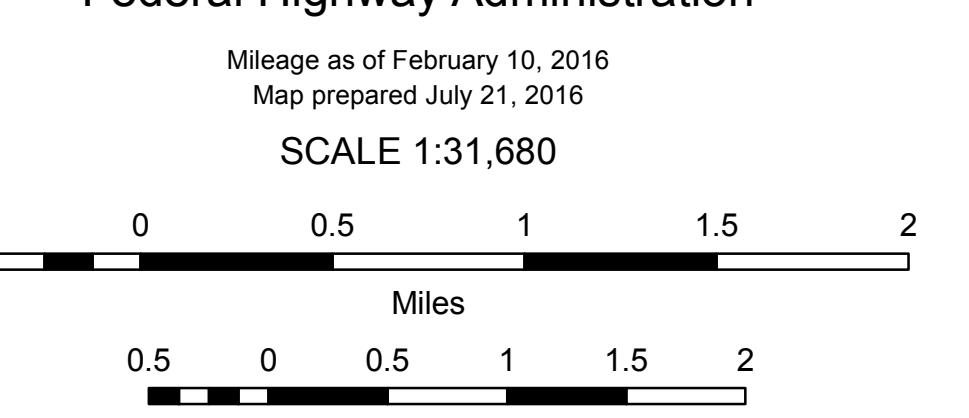 Federal Highway Administration
Mileage as of February 10, 2016
Map prepared July 21, 2016
SCALE 1:31,680
0 0.5 1 1.5 2
Miles
0.5 0 0.5 1 1.5 2